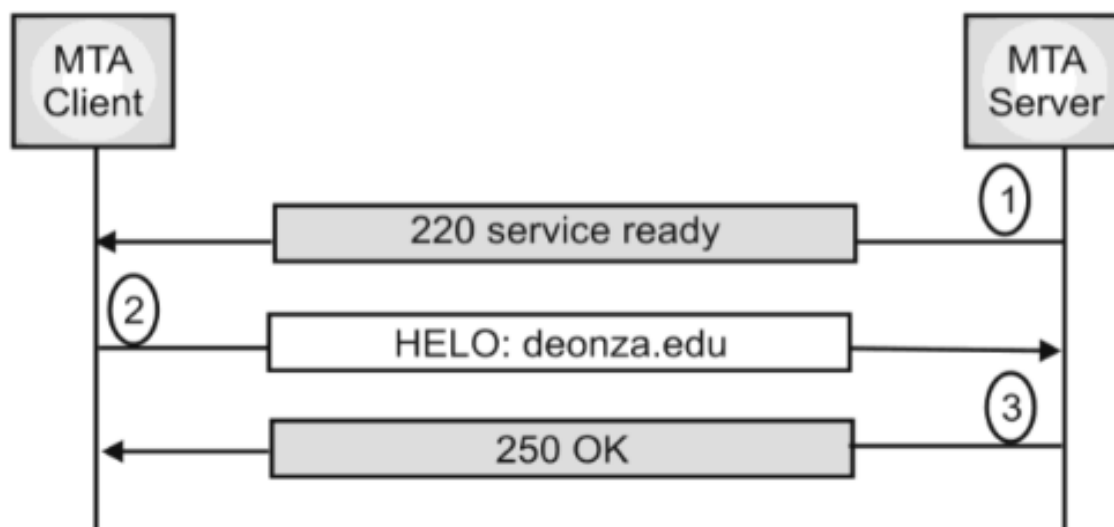 MTA
Client
MTA
Server
1
220 service ready
2
HELO: deonza.edu
3
250 OK